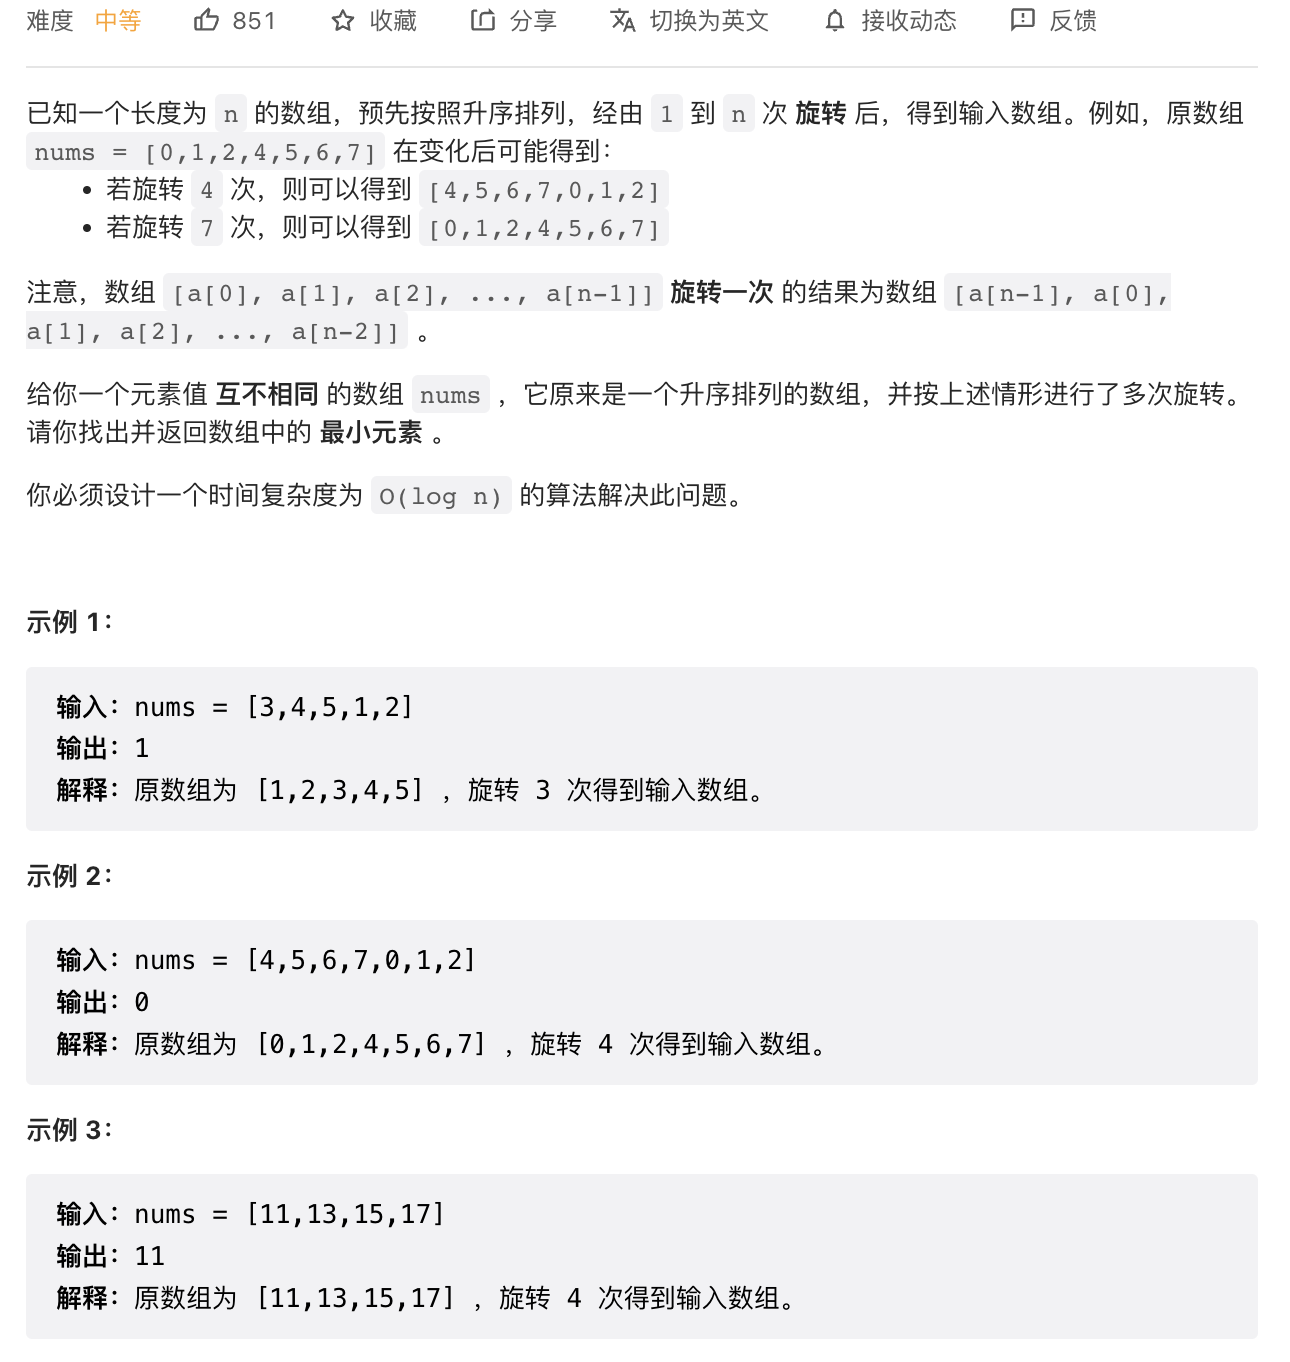 难度 中等 851 收藏 分享 切换为英文 接收动态 反馈
已知一个长度为 n 的数组，预先按照升序排列，经由 1 到 n 次 旋转 后，得到输入数组。例如，原数组
nums = [0,1,2,4,5,6,7] 在变化后可能得到：
• 若旋转 4 次，则可以得到 [4,5,6,7,0,1,2]
• 若旋转 7 次，则可以得到 [0,1,2,4,5,6,7]
注意，数组 [a[0], a[1], a[2], ..., a[n-1]] 旋转一次 的结果为数组 [a[n-1], a[0],
a[1], a[2], ..., a[n-2]] 。
给你一个元素值 互不相同 的数组 nums ，它原来是一个升序排列的数组，并按上述情形进行了多次旋转。
请你找出并返回数组中的 最小元素 。
你必须设计一个时间复杂度为 O(log n) 的算法解决此问题。
示例 1：
输入：nums = [3,4,5,1,2]
输出：1
解释：原数组为 [1,2,3,4,5] ，旋转 3 次得到输入数组。
示例 2：
输入：nums = [4,5,6,7,0,1,2]
输出：0
解释：原数组为 [0,1,2,4,5,6,7] ，旋转 4 次得到输入数组。
示例 3：
输入：nums = [11,13,15,17]
输出：11
解释：原数组为 [11,13,15,17] ，旋转 4 次得到输入数组。